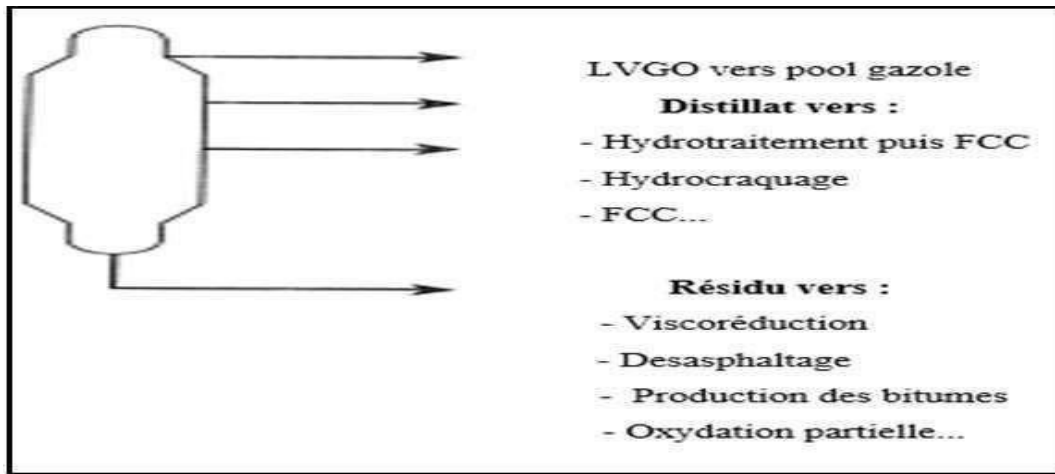 LVGO vers pool gazole
Distillat vers :
- Hydrotraitement puis FCC
- Hydrocraquage
- FCC...
Résidu vers :
- Viscoréduction
- Desasphaltage
- Production des bitumes
- Oxydation partielle...